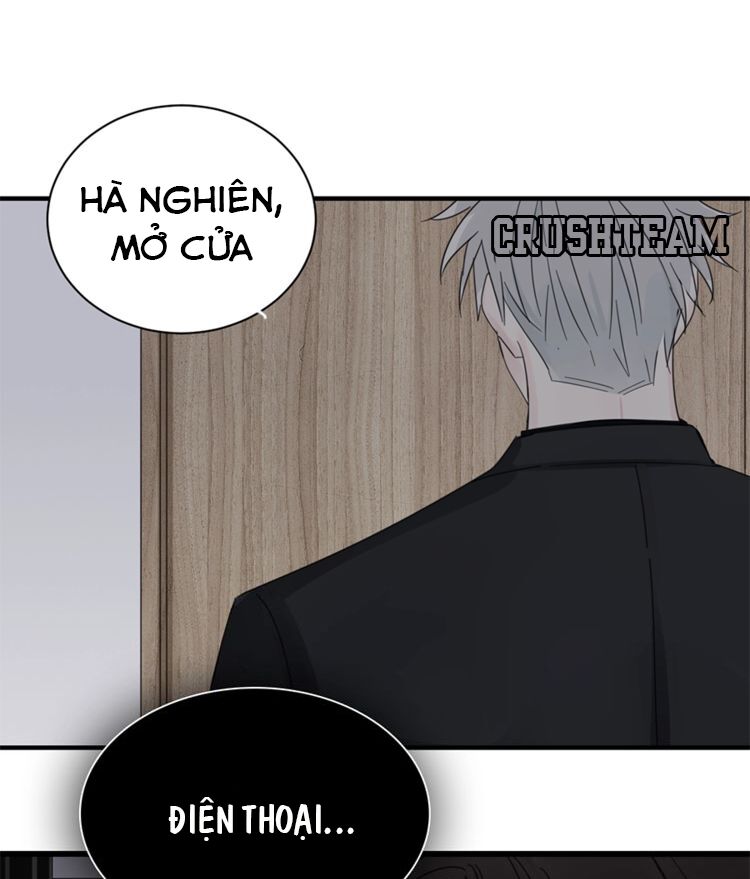 HÀ NGHIÊN,
MỞ CỬA
CRUSHTEAM
ĐIỆN THOẠI...